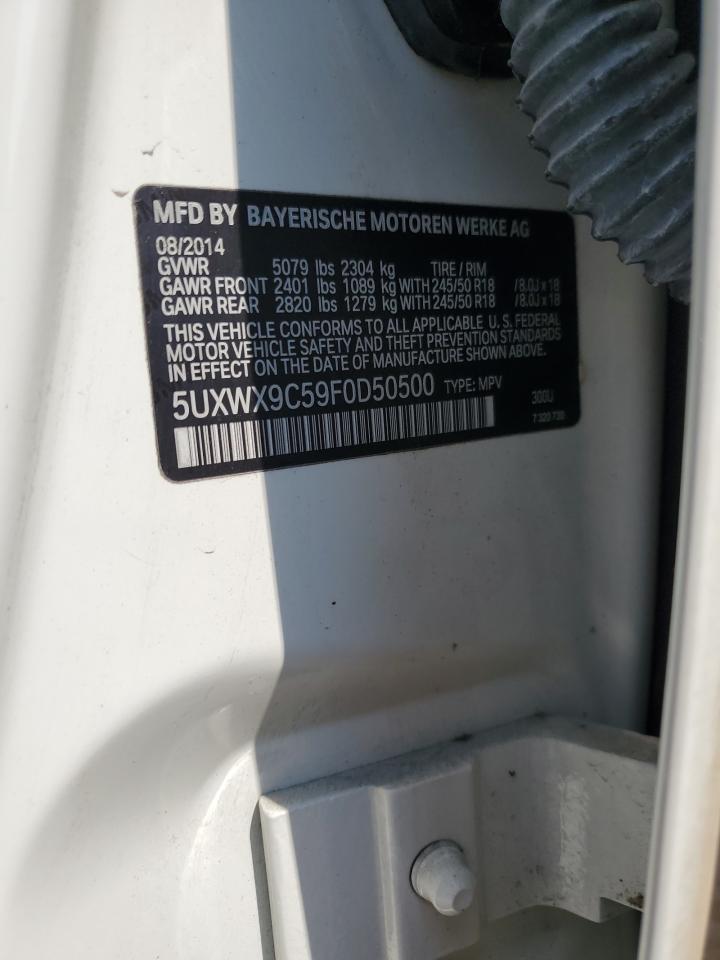 MFD BY BAYERISCHE MOTOREN WERKE AG
08/2014
GVWR 5079 lbs 2304 kg TIRE / RIM
GAWR FRONT 2401 lbs 1089 kg WITH 245/50 R18 /8.0J x 18
GAWR REAR 2820 lbs 1279 kg WITH 245/50 R18 /8.0J x 18
THIS VEHICLE CONFORMS TO ALL APPLICABLE U.S. FEDERAL
MOTOR VEHICLE SAFETY AND THEFT PREVENTION STANDARDS
IN EFFECT ON THE DATE OF MANUFACTURE SHOWN ABOVE.
5UXWX9C59F0D50500 TYPE: MPV 300U
7 320 730